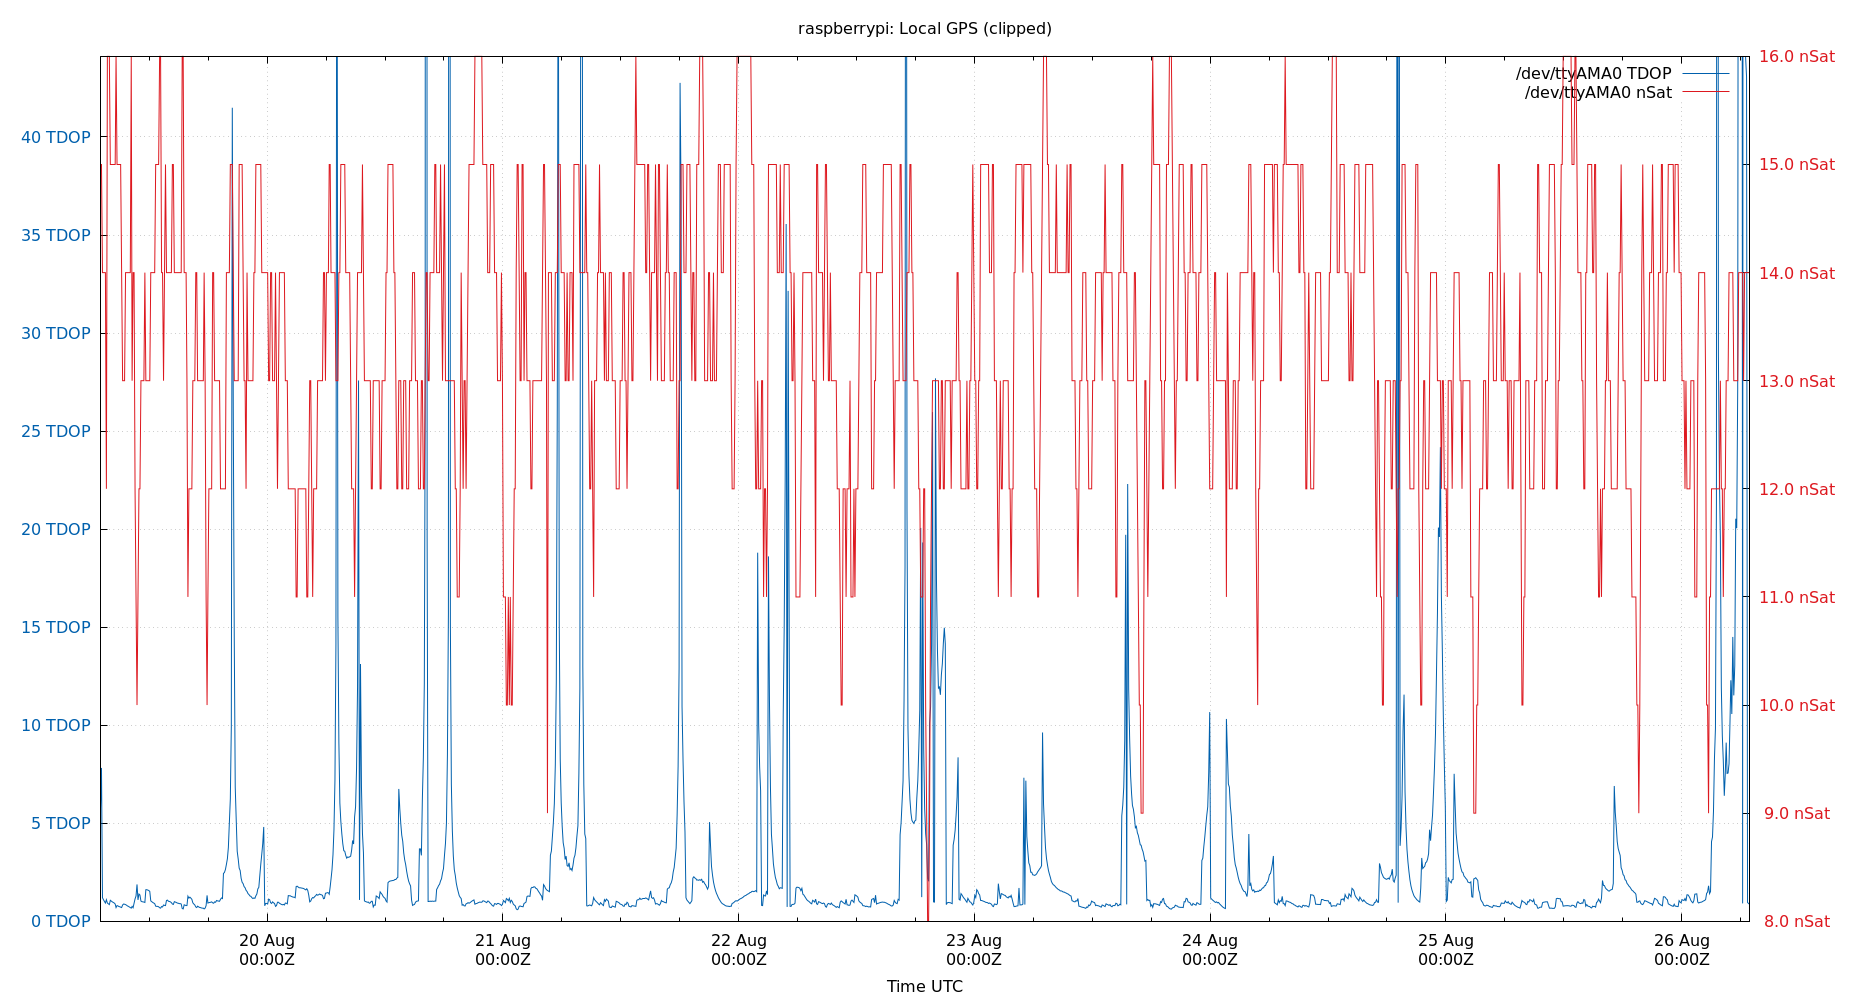 raspberrypi: Local GPS (clipped)
16.0 nSat
/dev/ttyAMA0 TDOP
/dev/ttyAMA0 nSat
40 TDOP
15.0 nSat
35 TDOP
14.0 nSat
30 TDOP
13.0 nSat
25 TDOP
12.0 nSat
20 TDOP
11.0 nSat
15 TDOP
10.0 nSat
10 TDOP
9.0 nSat
5 TDOP
8.0 nSat
0 TDOP
20 Aug 21 Aug 22 Aug 23 Aug 24 Aug 25 Aug 26 Aug
00:00Z 00:00Z 00:00Z 00:00Z 00:00Z 00:00Z 00:00Z
Time UTC